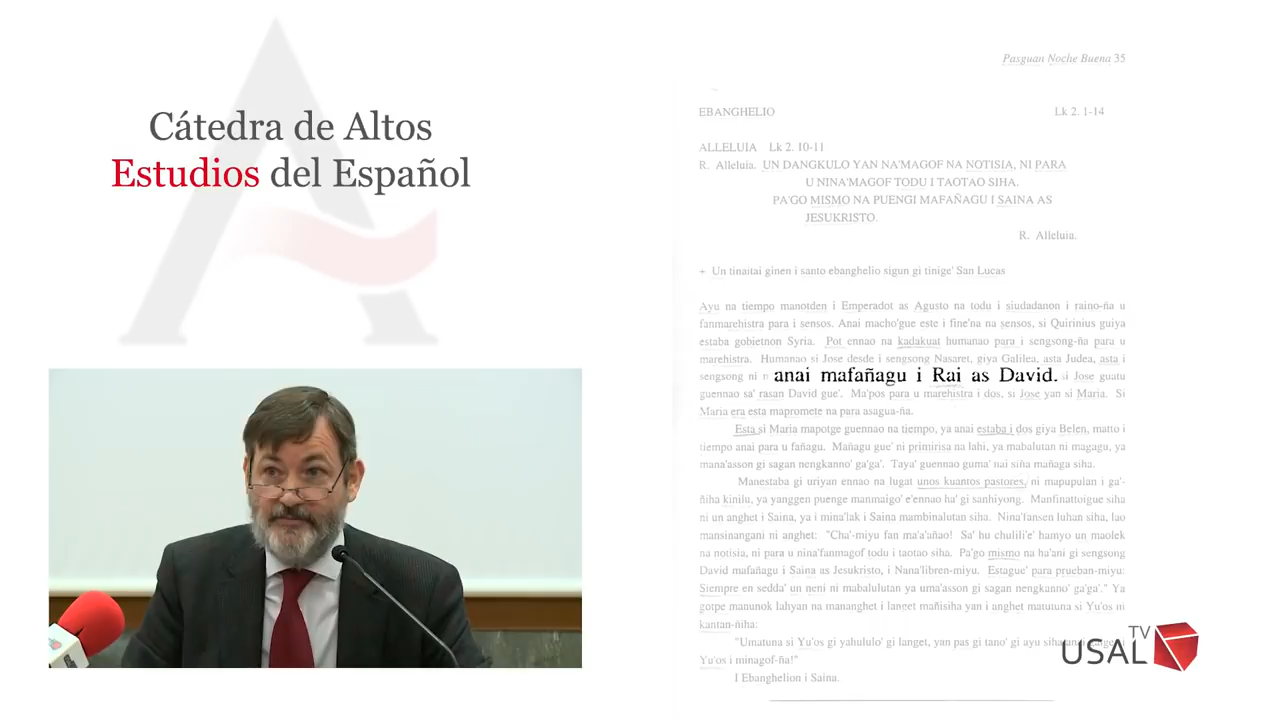 Cátedra de Altos
Estudios del Español
Pasguan Noche Buena 35
EBANGHELIO Lk 2. 1-14
ALLELUIA Lk 2. 10-11
R. Alleluia. UN DANGKULO YAN NA'MAGOF NA NOTISIA, NI PARA
U NINA'MAGOF TODU I TAOTAO SIHA.
PA'GO MISMO NA PUENGI MAFAÑAGU I SAINA AS
JESUKRISTO.
R. Alleluia.
+ Un tinaitai ginen i santo ebanghelio sigun gi tinige' San Lucas
Ayu na tiempo manotden i Emperadot as Agusto na todu i siudadanon i raino-ña u
fanmarehistra para i sensos. Anai macho'gue este i fine'na na sensos, si Quirinius guiya
estaba gobietnon Syria. Pot ennao na kadakuat humanao para i sengsong-ña para u
marehistra. Humanao si Jose desde i sengsong Nasaret, giya Galilea, asta Judea, asta i
sengsong ni anai mafañagu i Rai as David. si Jose guatu
guennao sa' rasan David gue'. Ma'pos para u marehistra i dos, si Jose yan si Maria. Si
Maria era esta mapromete na para asagua-ña.
Esta si Maria mapotge guennao na tiempo, ya anai estaba i dos giya Belen, matto i
tiempo anai para u fañagu. Mañagu gue' ni primirisa na lahi, ya mabalutan ni magagu, ya
mana'asson gi sagan nengkanno' ga'ga'. Taya' guennao guma' nai siña mañaga siha.
Manestaba gi uriyan ennao na lugat unos kuantos pastores, ni mapupulan i ga'-
ñiha kinilu, ya yanggen puenge manmaigo' e'ennao ha' gi sanhiyong. Manfinattoigue siha
ni un anghet i Saina, ya i mina'lak i Saina mambinalutan siha. Nina'fansen luhan siha, lao
mansinangani ni anghet: "Cha'-miyu fan ma'a'añao! Sa' hu chulili'e' hamyo un maolek
na notisia, ni para u nina'fanmagof todu i taotao siha. Pa'go mismo na ha'ani gi sengsong
David mafañagu i Saina as Jesukristo, i Nana'libren-miyu. Estague' para prueban-miyu:
Siempre en sedda' un neni ni mabalulutan ya uma'asson gi sagan nengkanno' ga'ga'." Ya
gotpe manunok lahyan na mananghet i langet mañisiha yan i anghet matutuna si Yu'os ni
kantan-ñiha:
"Umatuna si Yu'os gi yahululo' gi langet, yan pas gi tano' gi ayu siha
Yu'os i minagof-ña!"
I Ebanghelion i Saina.
USAL TV